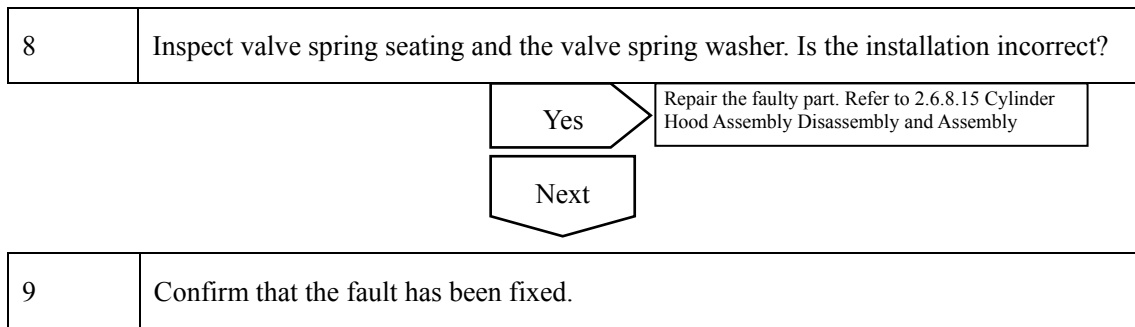 8 Inspect valve spring seating and the valve spring washer. Is the installation incorrect?
Yes
Repair the faulty part. Refer to 2.6.8.15 Cylinder
Hood Assembly Disassembly and Assembly
Next
9 Confirm that the fault has been fixed.